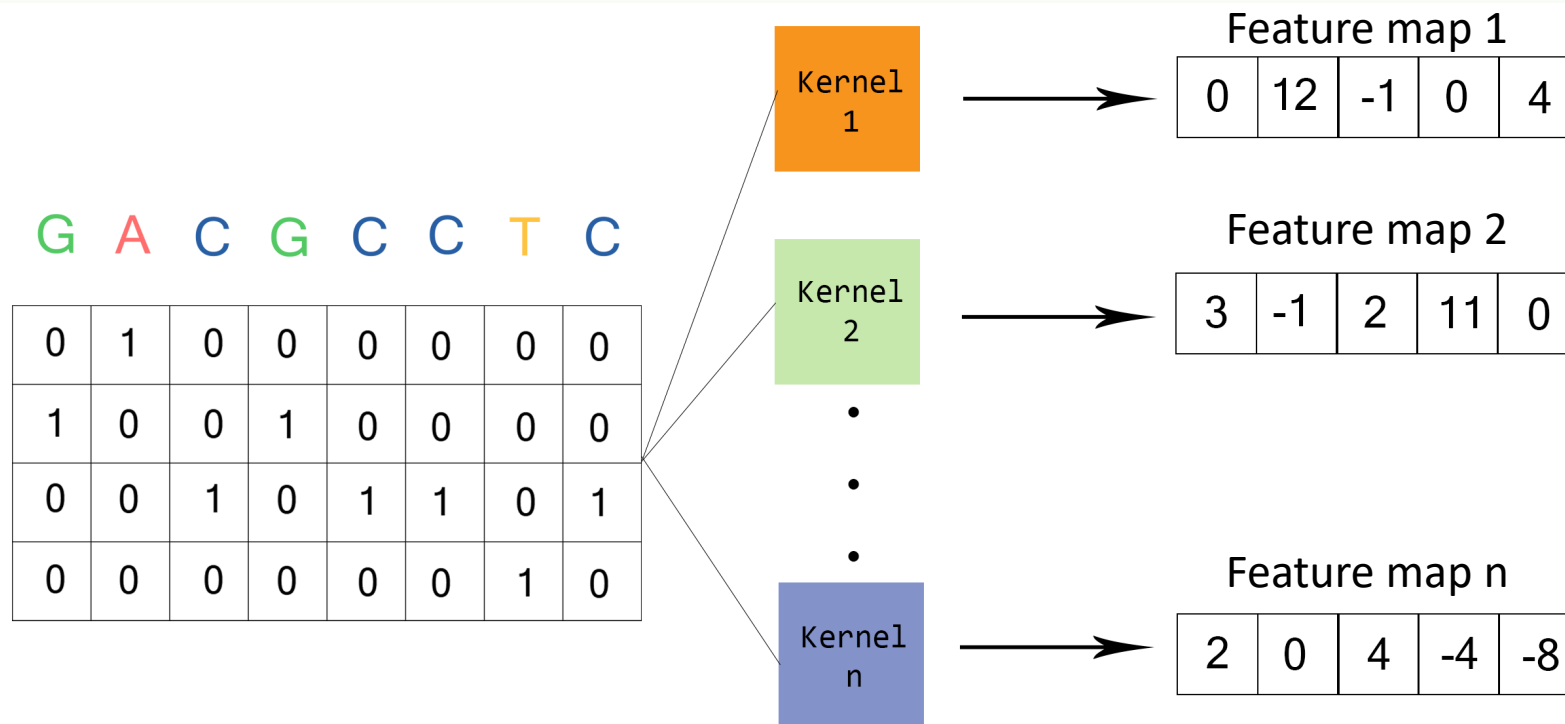 G A C G C C T C
0 1 0 0 0 0 0 0
1 0 0 1 0 0 0 0
0 0 1 0 1 1 0 1
0 0 0 0 0 0 1 0
Kernel
1
Kernel
2
Kernel
n
Feature map 1
0 12 -1 0 4
Feature map 2
3 -1 2 11 0
Feature map n
2 0 4 -4 -8